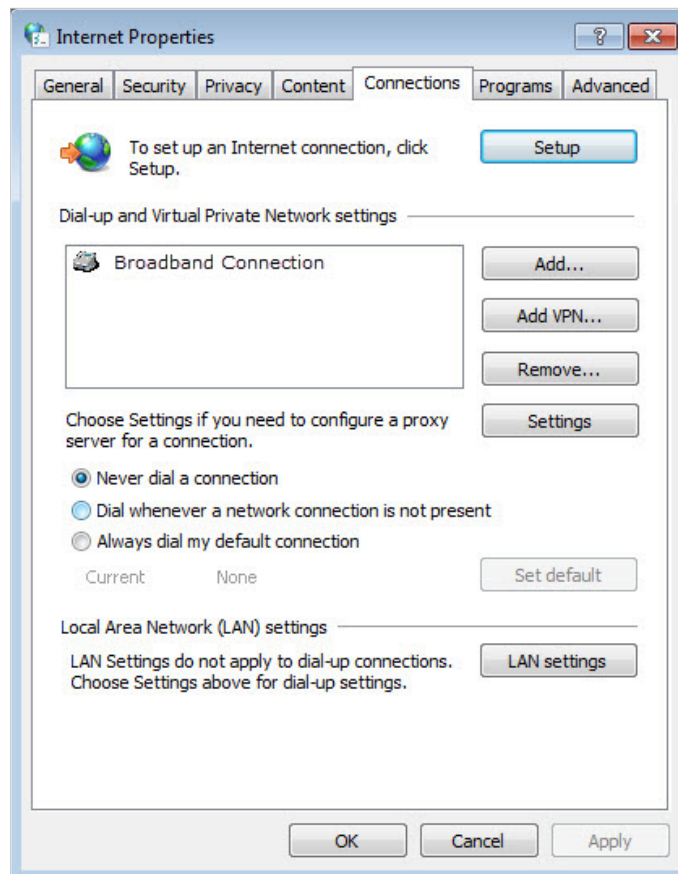 Internet Properties
?
General Security Privacy Content Connections Programs Advanced
To set up an Internet connection, click
Setup.
Setup
Dial-up and Virtual Private Network settings
Broadband Connection
Add...
Add VPN...
Remove...
Choose Settings if you need to configure a proxy
server for a connection.
Settings
Never dial a connection
Dial whenever a network connection is not present
Always dial my default connection
Current None
Set default
Local Area Network (LAN) settings
LAN Settings do not apply to dial-up connections.
Choose Settings above for dial-up settings.
LAN settings
OK Cancel Apply